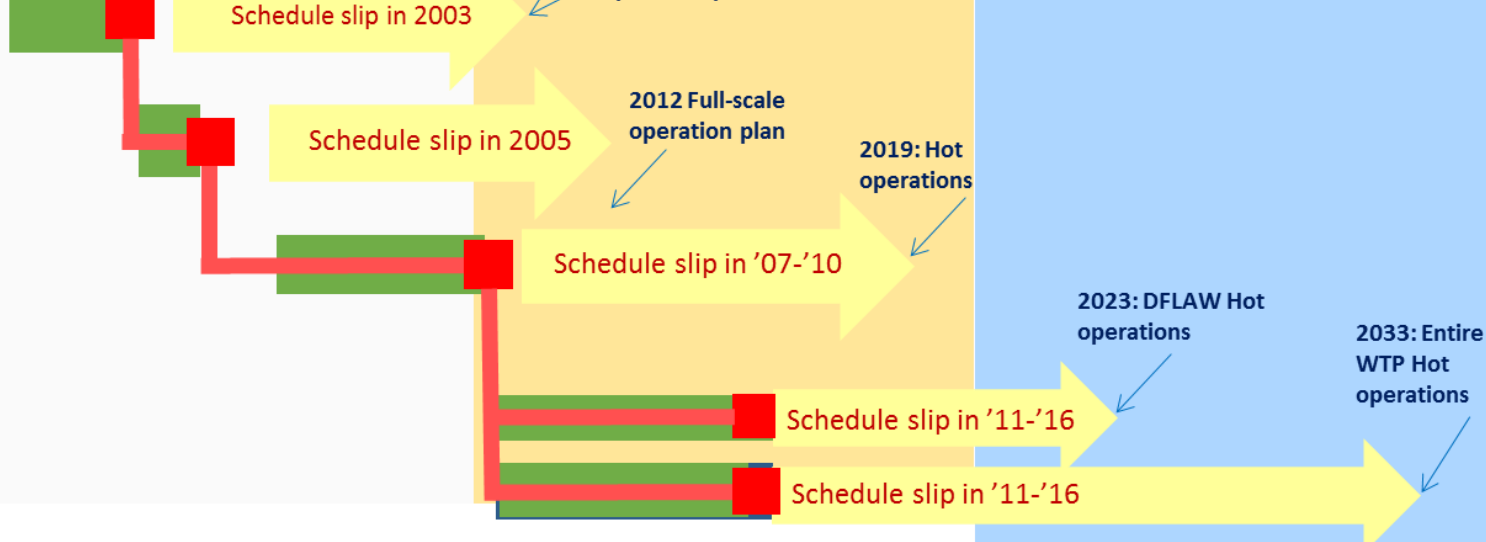 Schedule slip in 2003
2012 Full-scale
operation plan
Schedule slip in 2005
2019: Hot
operations
Schedule slip in ’07-’10
2023: DFLAW Hot
operations
2033: Entire
WTP Hot
operations
Schedule slip in ’11-’16
Schedule slip in ’11-’16